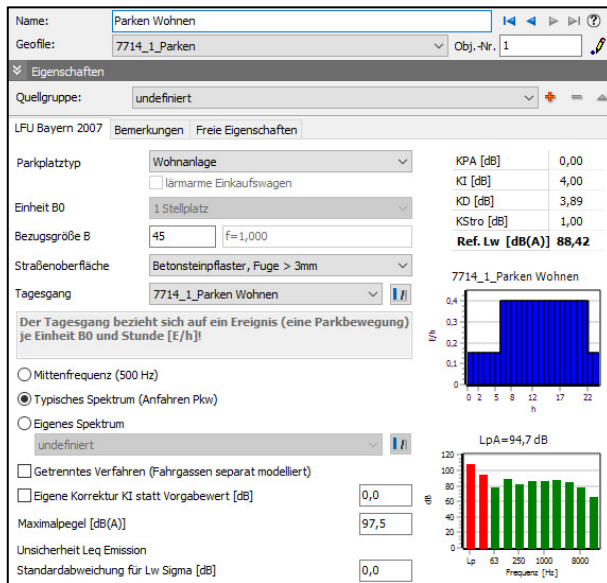 Name: Parken Wohnen
Geofile: 7714_1_Parken Obj.-Nr. 1
Eigenschaften
Quellgruppe: undefiniert
LFU Bayern 2007 Bemerkungen Freie Eigenschaften
Parkplatztyp Wohnanlage
lärmarme Einkaufswagen
Einheit B0 1 Stellplatz
Bezugsgröße B 45 f=1,000
Straßenoberfläche Betonsteinpflaster, Fuge > 3mm
Tagesgang 7714_1_Parken Wohnen
Der Tagesgang bezieht sich auf ein Ereignis (eine Parkbewegung)
je Einheit B0 und Stunde [E/h]!
Mittenfrequenz (500 Hz)
Typisches Spektrum (Anfahren Pkw)
Eigenes Spektrum
undefiniert
Getrenntes Verfahren (Fahrgassen separat modelliert)
Eigene Korrektur KI statt Vorgabewert [dB] 0,0
Maximalpegel [dB(A)] 97,5
Unsicherheit Leq Emission
Standardabweichung für Lw Sigma [dB] 0,0
KPA [dB] 0,00
KI [dB] 4,00
KD [dB] 3,89
KStro [dB] 1,00
Ref. Lw [dB(A)] 88,42
7714_1_Parken Wohnen
E/h
0,4
0,3
0,2
0,1
0
0 2 5 8 12 17 22
h
LpA=94,7 dB
dB
120
100
80
60
40
20
0
Lp 63 250 1000 8000
Frequenz [Hz]